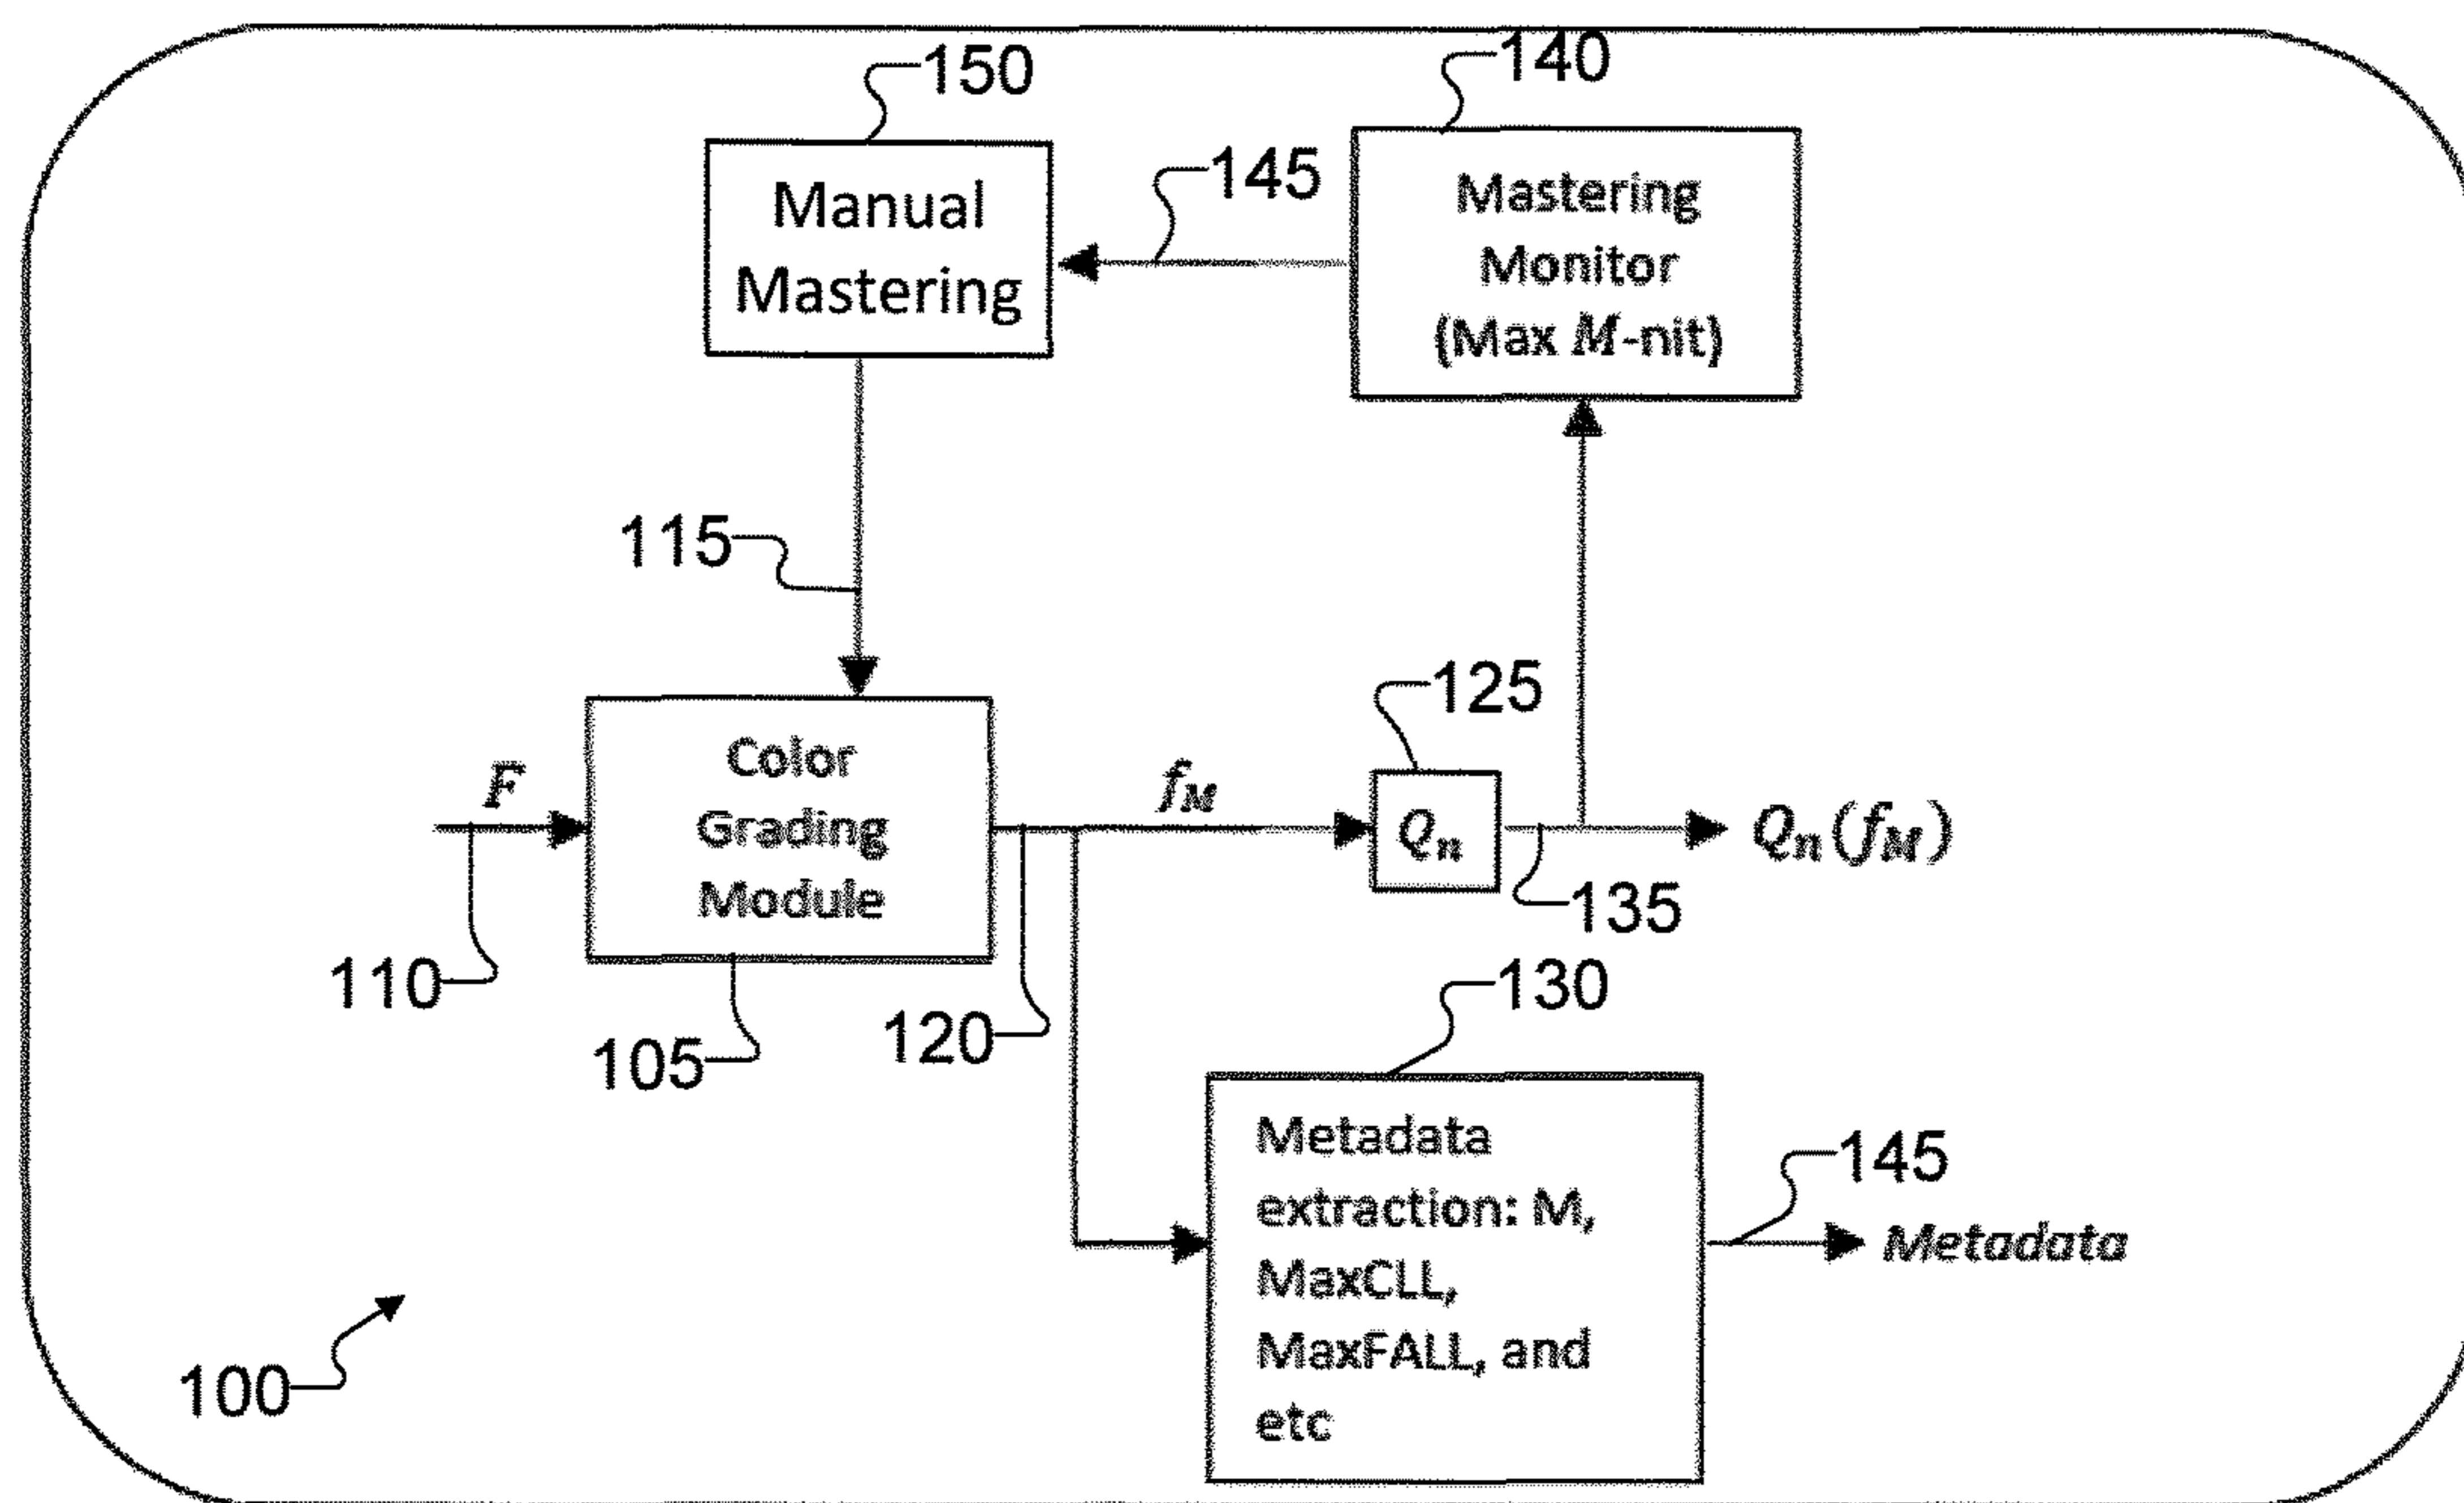 150
140
Manual
Mastering
145
Mastering
Monitor
(Max M-nit)
115
125
F
Color
Grading
Module
f_M
Q_n
Q_n(f_M)
135
110
105
120
130
Metadata
extraction: M,
MaxCLL,
MaxFALL, and
etc
145
Metadata
100